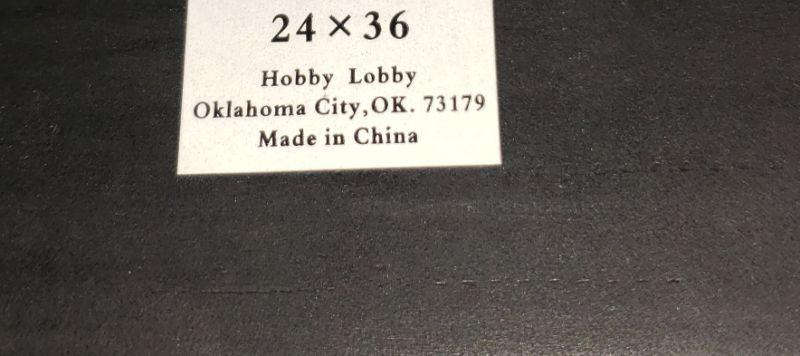 24 × 36
Hobby Lobby
Oklahoma City,OK. 73179
Made in China